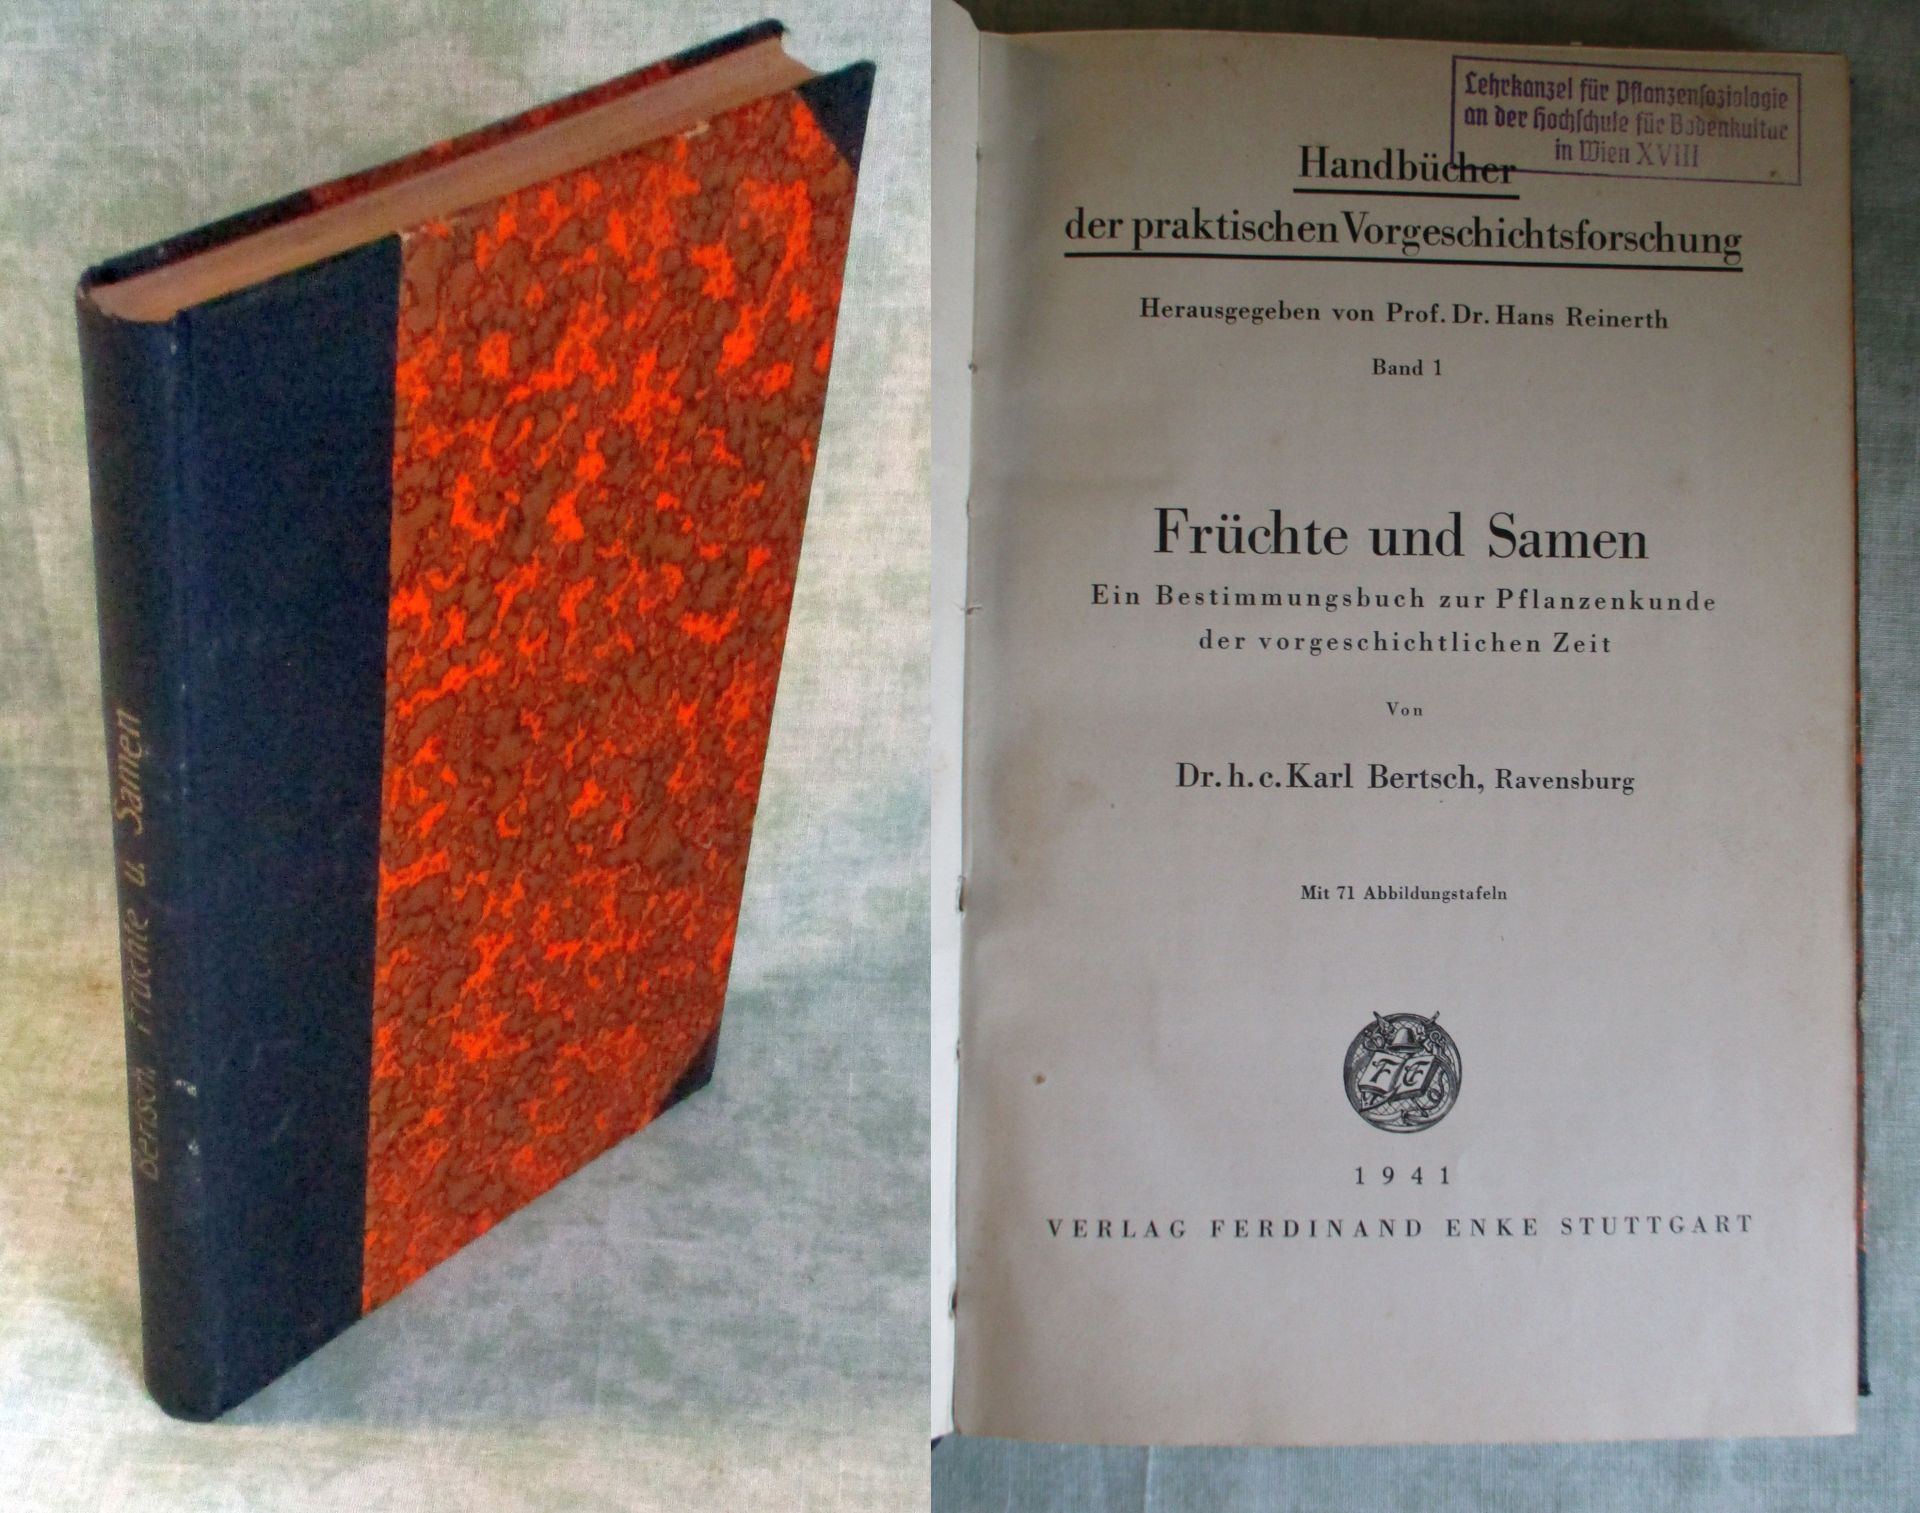 Bertsch. Früchte u. Samen
Lehrkanzel für Pflanzensoziologie
an der Hochschule für Bodenkultur
in Wien XVIII
Handbücher
der praktischen Vorgeschichtsforschung
Herausgegeben von Prof. Dr. Hans Reinerth
Band 1
Früchte und Samen
Ein Bestimmungsbuch zur Pflanzenkunde
der vorgeschichtlichen Zeit
Von
Dr. h. c. Karl Bertsch, Ravensburg
Mit 71 Abbildungstafeln
F E
1941
VERLAG FERDINAND ENKE STUTTGART